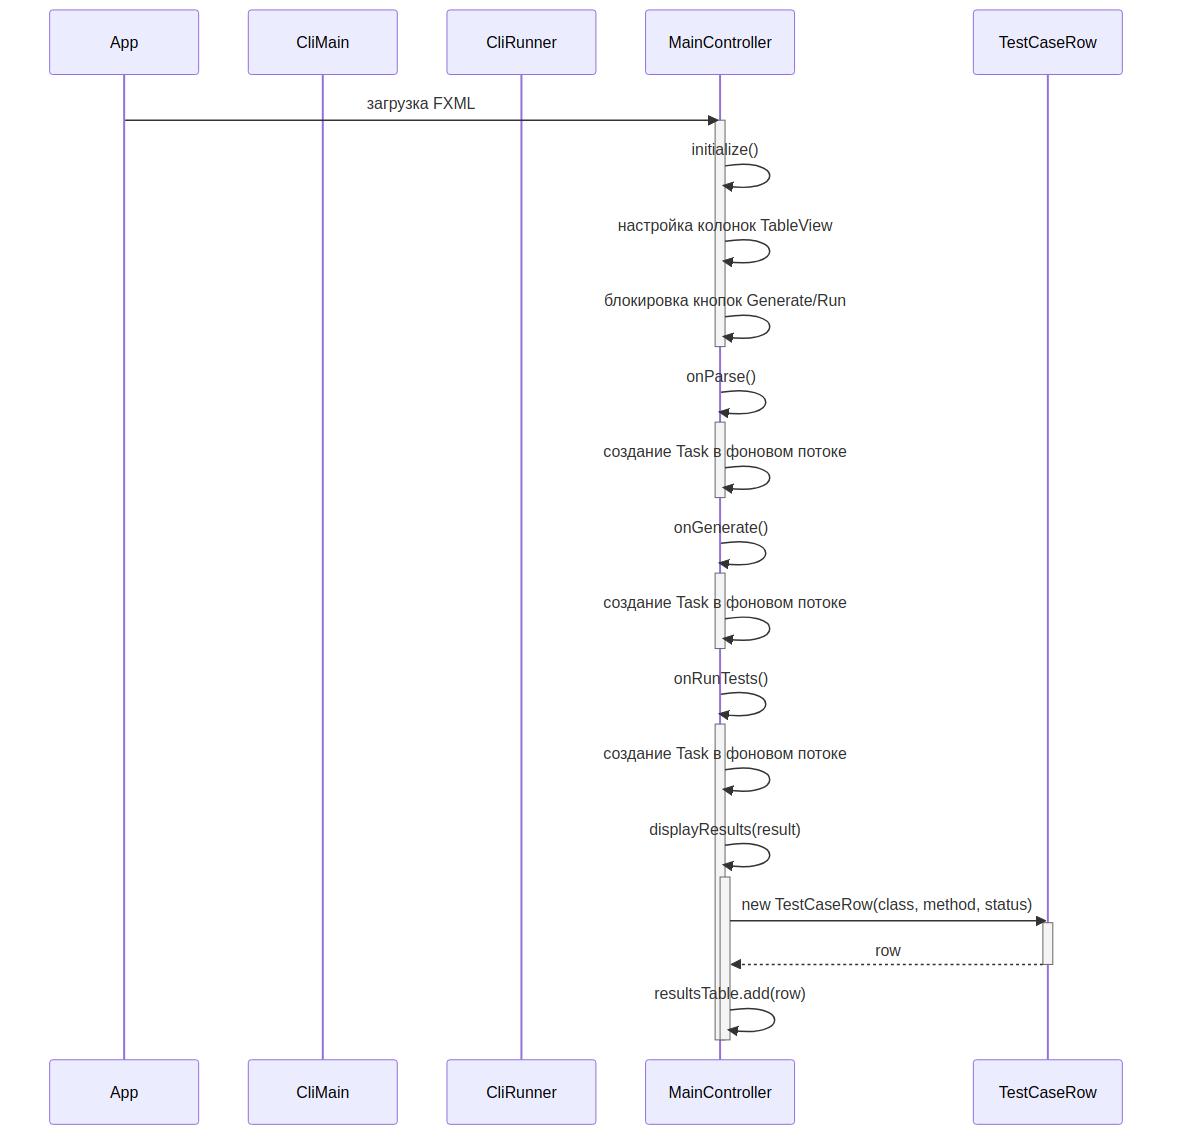 App
CliMain
CliRunner
MainController
TestCaseRow
загрузка FXML
initialize()
настройка колонок TableView
блокировка кнопок Generate/Run
onParse()
создание Task в фоновом потоке
onGenerate()
создание Task в фоновом потоке
onRunTests()
создание Task в фоновом потоке
displayResults(result)
new TestCaseRow(class, method, status)
row
resultsTable.add(row)
App
CliMain
CliRunner
MainController
TestCaseRow